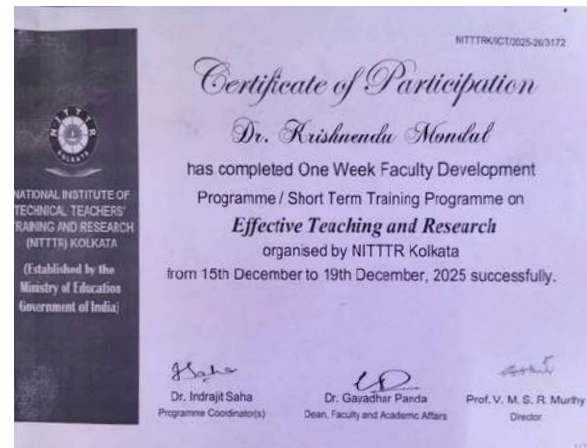 NITTTRK/ICT/2025-26/3172
Certificate of Participation
Dr. Krishnendu Mondal
has completed One Week Faculty Development
Programme / Short Term Training Programme on
Effective Teaching and Research
organised by NITTTR Kolkata
from 15th December to 19th December, 2025 successfully.
NITTTR
KOLKATA
NATIONAL INSTITUTE OF
TECHNICAL TEACHERS'
TRAINING AND RESEARCH
(NITTTR) KOLKATA
(Established by the
Ministry of Education
Government of India)
Dr. Indrajit Saha
Programme Coordinator(s)
Dr. Gayadhar Panda
Dean, Faculty and Academic Affairs
Prof. V. M. S. R. Murthy
Director